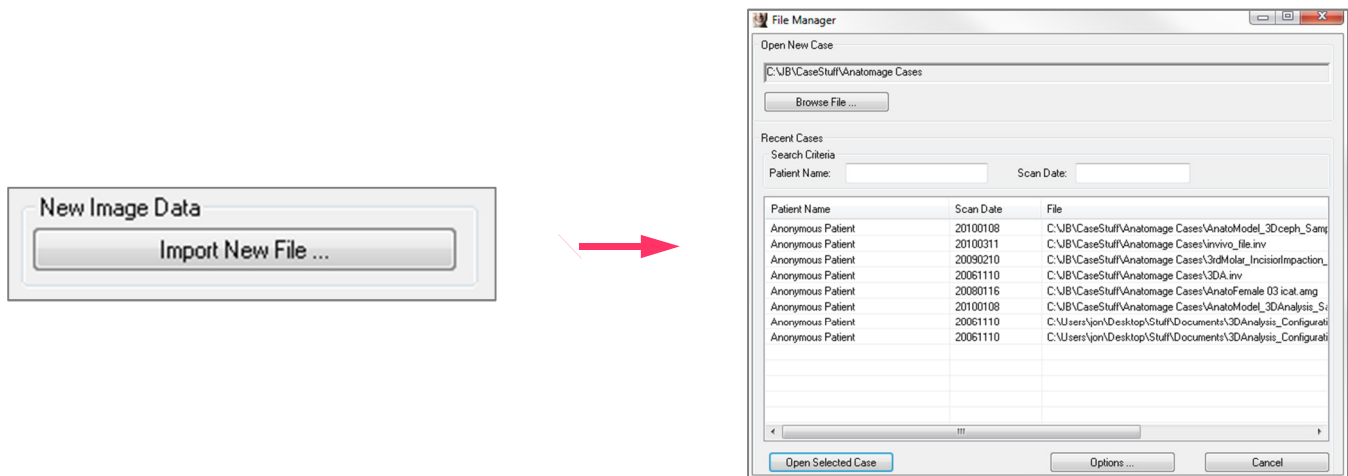 New Image Data
Import New File ...
File Manager
Open New Case
C:\JB\CaseStuff\Anatomage Cases
Browse File ...
Recent Cases
Search Criteria
Patient Name: Scan Date:
Patient Name Scan Date File
Anonymous Patient 20100108 C:\JB\CaseStuff\Anatomage Cases\AnatoModel_3Dceph_Samp
Anonymous Patient 20100311 C:\JB\CaseStuff\Anatomage Cases\invivo_file.inv
Anonymous Patient 20090210 C:\JB\CaseStuff\Anatomage Cases\3rdMolar_IncisiorImpaction_
Anonymous Patient 20061110 C:\JB\CaseStuff\Anatomage Cases\3DA.inv
Anonymous Patient 20080116 C:\JB\CaseStuff\Anatomage Cases\AnatoFemale 03 icat.amg
Anonymous Patient 20100108 C:\JB\CaseStuff\Anatomage Cases\AnatoModel_3DAnalysis_Sa
Anonymous Patient 20061110 C:\Users\jon\Desktop\Stuff\Documents\3DAnalysis_Configurati
Anonymous Patient 20061110 C:\Users\jon\Desktop\Stuff\Documents\3DAnalysis_Configurati
Open Selected Case Options ... Cancel